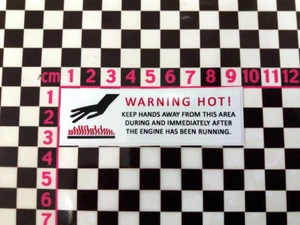 cm 1 2 3 4 5 6 7 8 9 10 11 12
1
2
3
4
5
6
7
WARNING HOT!
KEEP HANDS AWAY FROM THIS AREA
DURING AND IMMEDIATELY AFTER
THE ENGINE HAS BEEN RUNNING.